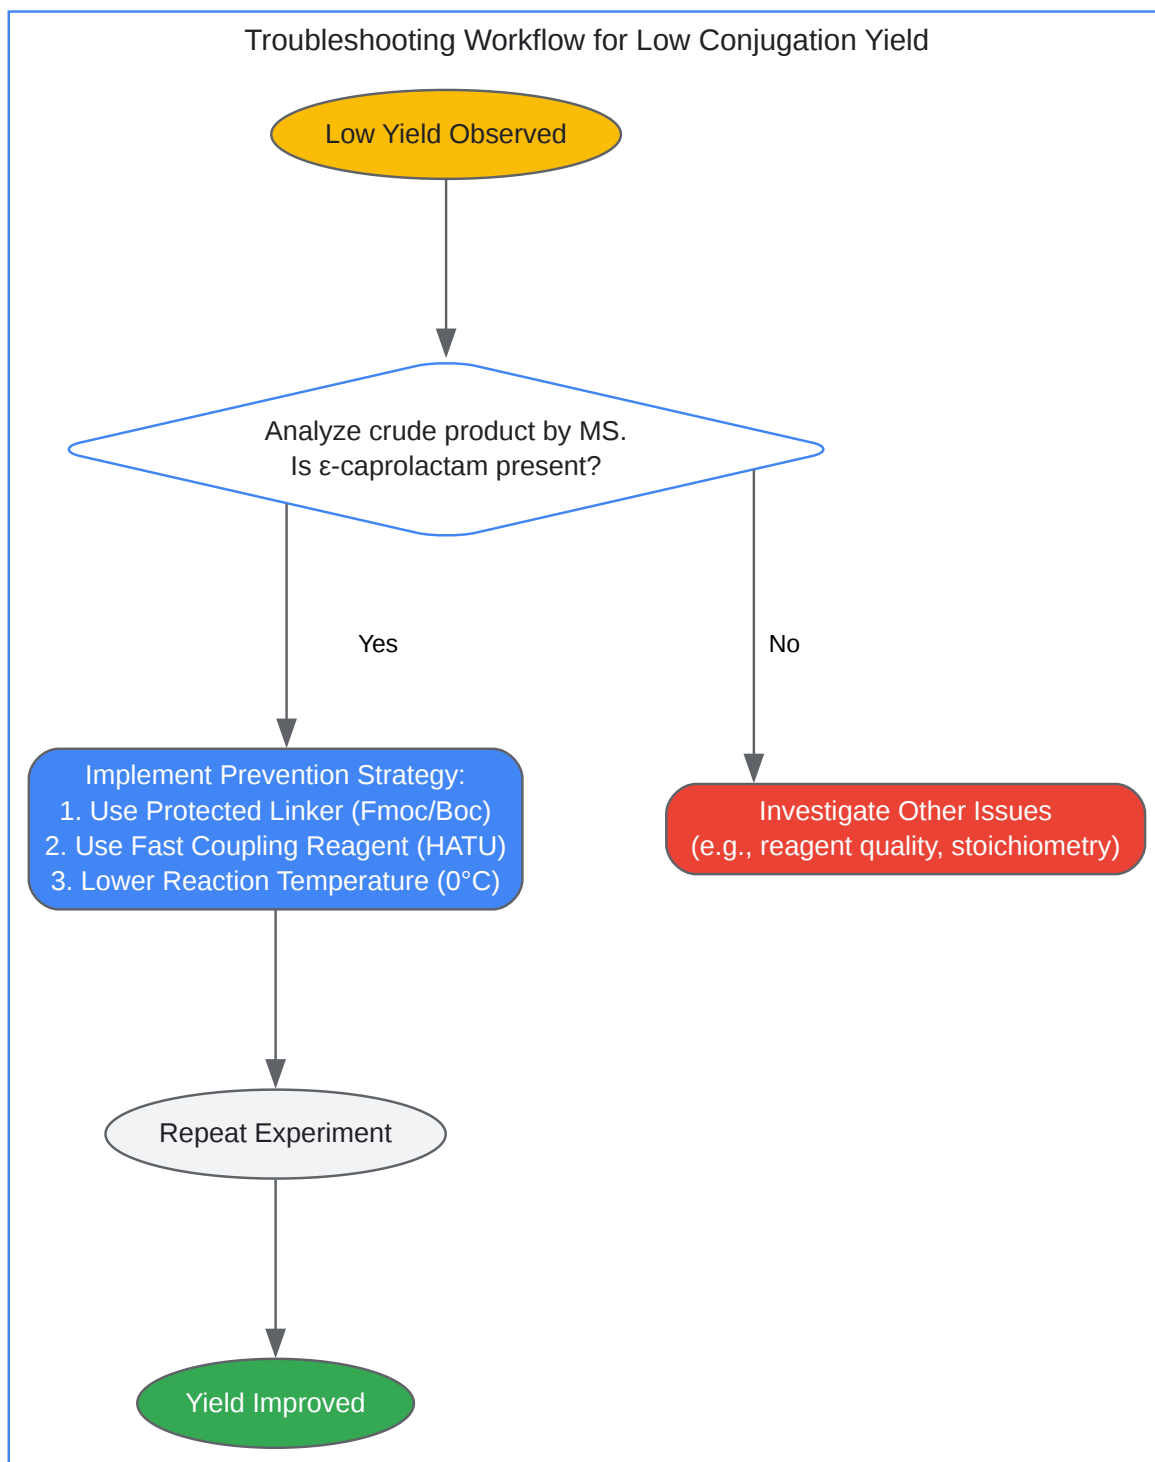 Troubleshooting Workflow for Low Conjugation Yield
Low Yield Observed
Analyze crude product by MS.
Is ε-caprolactam present?
Yes
No
Implement Prevention Strategy:
1. Use Protected Linker (Fmoc/Boc)
2. Use Fast Coupling Reagent (HATU)
3. Lower Reaction Temperature (0°C)
Investigate Other Issues
(e.g., reagent quality, stoichiometry)
Repeat Experiment
Yield Improved